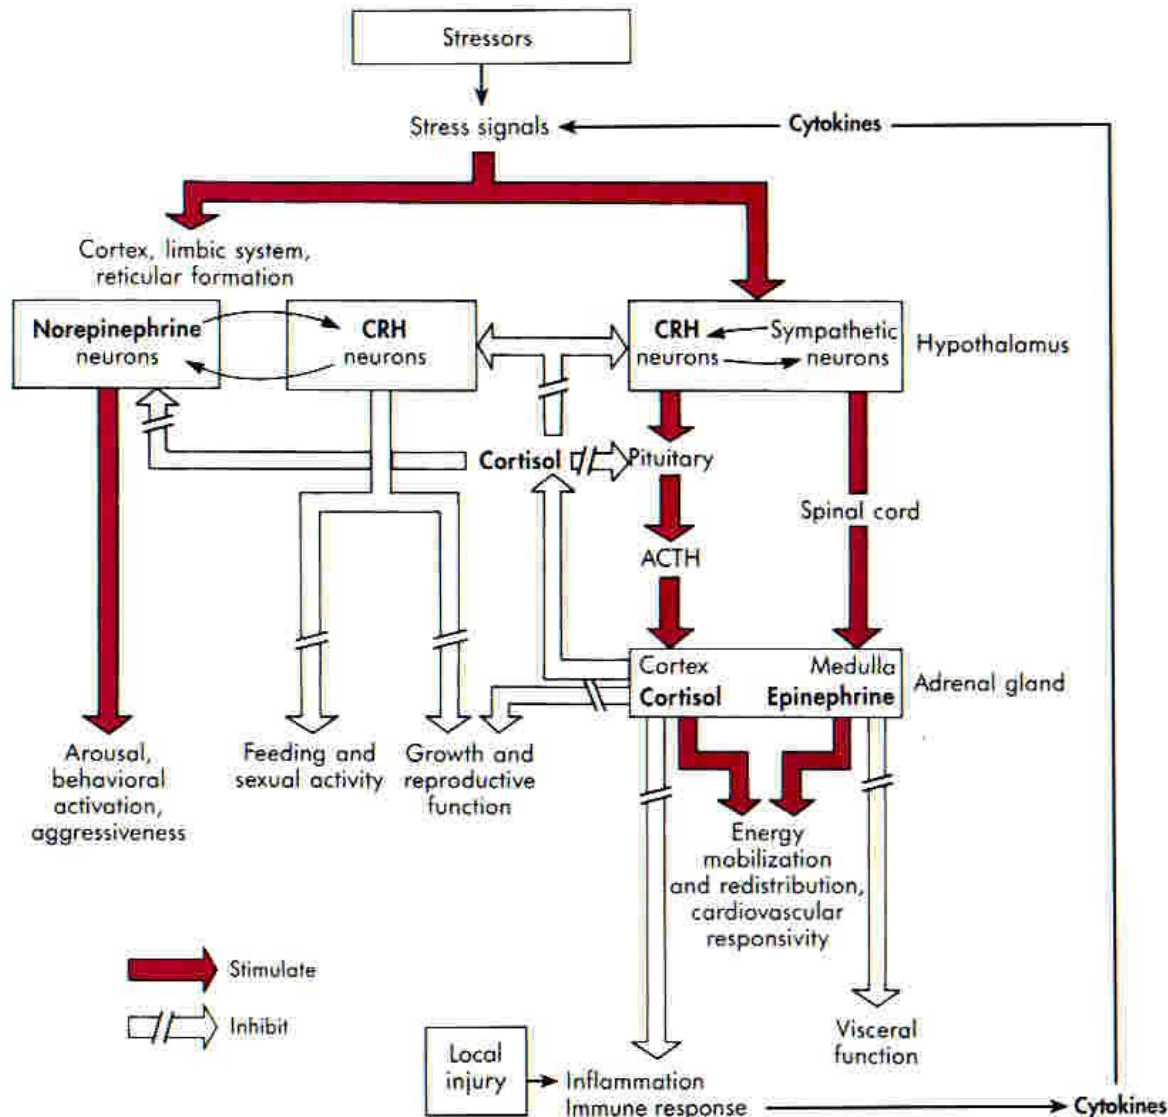 Stressors
Stress signals
Cytokines
Cortex, limbic system,
reticular formation
Norepinephrine
neurons
CRH
neurons
CRH
neurons
Sympathetic
neurons
Hypothalamus
Cortisol
Pituitary
Spinal cord
ACTH
Cortex
Cortisol
Medulla
Epinephrine
Adrenal gland
Arousal,
behavioral
activation,
aggressiveness
Feeding and
sexual activity
Growth and
reproductive
function
Energy
mobilization
and redistribution,
cardiovascular
responsivity
Stimulate
Inhibit
Visceral
function
Local
injury
Inflammation
Immune response
Cytokines